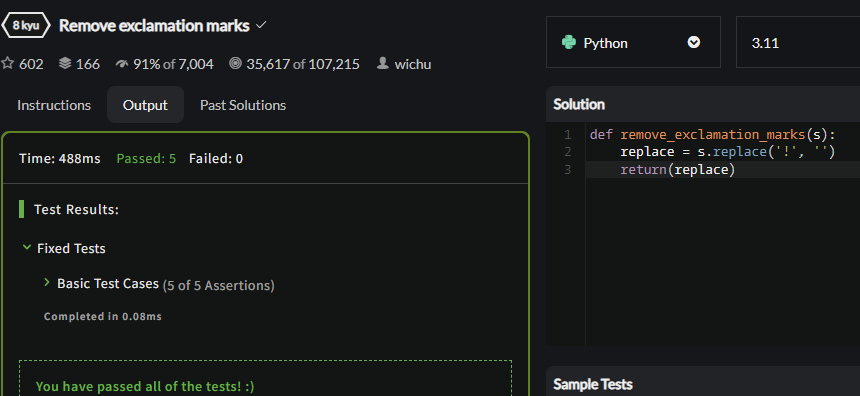 8 kyu Remove exclamation marks
602 166 91% of 7,004 35,617 of 107,215 wichu
Instructions Output Past Solutions
Time: 488ms Passed: 5 Failed: 0
Test Results:
Fixed Tests
Basic Test Cases (5 of 5 Assertions)
Completed in 0.08ms
You have passed all of the tests! :)
Python 3.11
Solution
1 def remove_exclamation_marks(s):
2 replace = s.replace('!', '')
3 return(replace)
Sample Tests